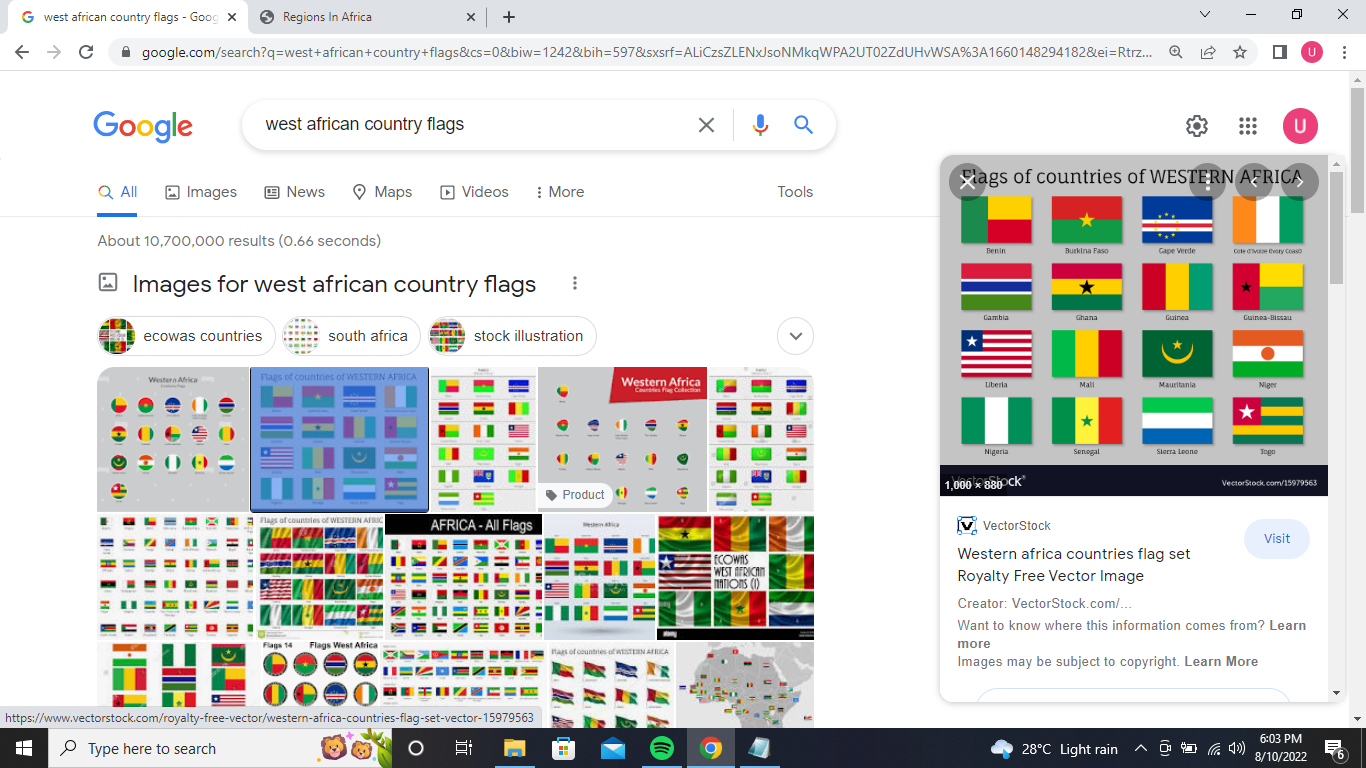 west african country flags - Goog
Regions In Africa
google.com/search?q=west+african+country+flags&cs=0&biw=1242&bih=597&sxsrf=ALiCzsZLENxJsoNMkqWPA2UT02ZdUHvWSA%3A1660148294182&ei=Rtrz...
U
Google
west african country flags
U
All
Images
News
Maps
Videos
More
Tools
About 10,700,000 results (0.66 seconds)
Images for west african country flags
ecowas countries
south africa
stock illustration
Western Africa
Flags of countries of WESTERN AFRICA
Western Africa
Countries Flag Collection
Product
Flags of countries of WESTERN AFRIC
AFRICA - All Flags
Western Africa
ECOWAS
WEST AFRICAN
NATIONS (I)
alamy
Flags 14
Flags West Africa
Flags of countries of WESTERN AFRICA
Flags of countries of WESTERN AFRICA
Benin
Burkina Faso
Cape Verde
Cote d'Ivoire (Ivory Coast)
Gambia
Ghana
Guinea
Guinea-Bissau
Liberia
Mali
Mauritania
Niger
Nigeria
Senegal
Sierra Leone
Togo
VectorStock®
1,000 × 880
VectorStock.com/15979563
VectorStock
Visit
Western africa countries flag set
Royalty Free Vector Image
Creator: VectorStock.com/...
Want to know where this information comes from? Learn
more
Images may be subject to copyright. Learn More
https://www.vectorstock.com/royalty-free-vector/western-africa-countries-flag-set-vector-15979563
Type here to search
28°C Light rain
6:03 PM
8/10/2022
6